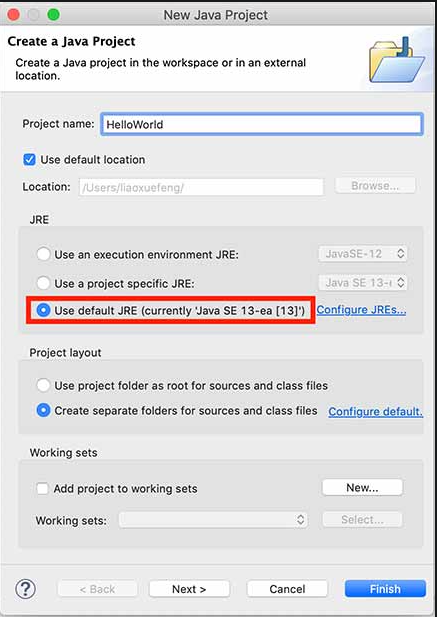 New Java Project
Create a Java Project
Create a Java project in the workspace or in an external
location.
Project name: HelloWorld
Use default location
Location: /Users/liaoxuefeng/ Browse...
JRE
Use an execution environment JRE: JavaSE-12
Use a project specific JRE: Java SE 13-
Use default JRE (currently 'Java SE 13-ea [13]') Configure JREs...
Project layout
Use project folder as root for sources and class files
Create separate folders for sources and class files Configure default.
Working sets
Add project to working sets New...
Working sets: Select...
? < Back Next > Cancel Finish